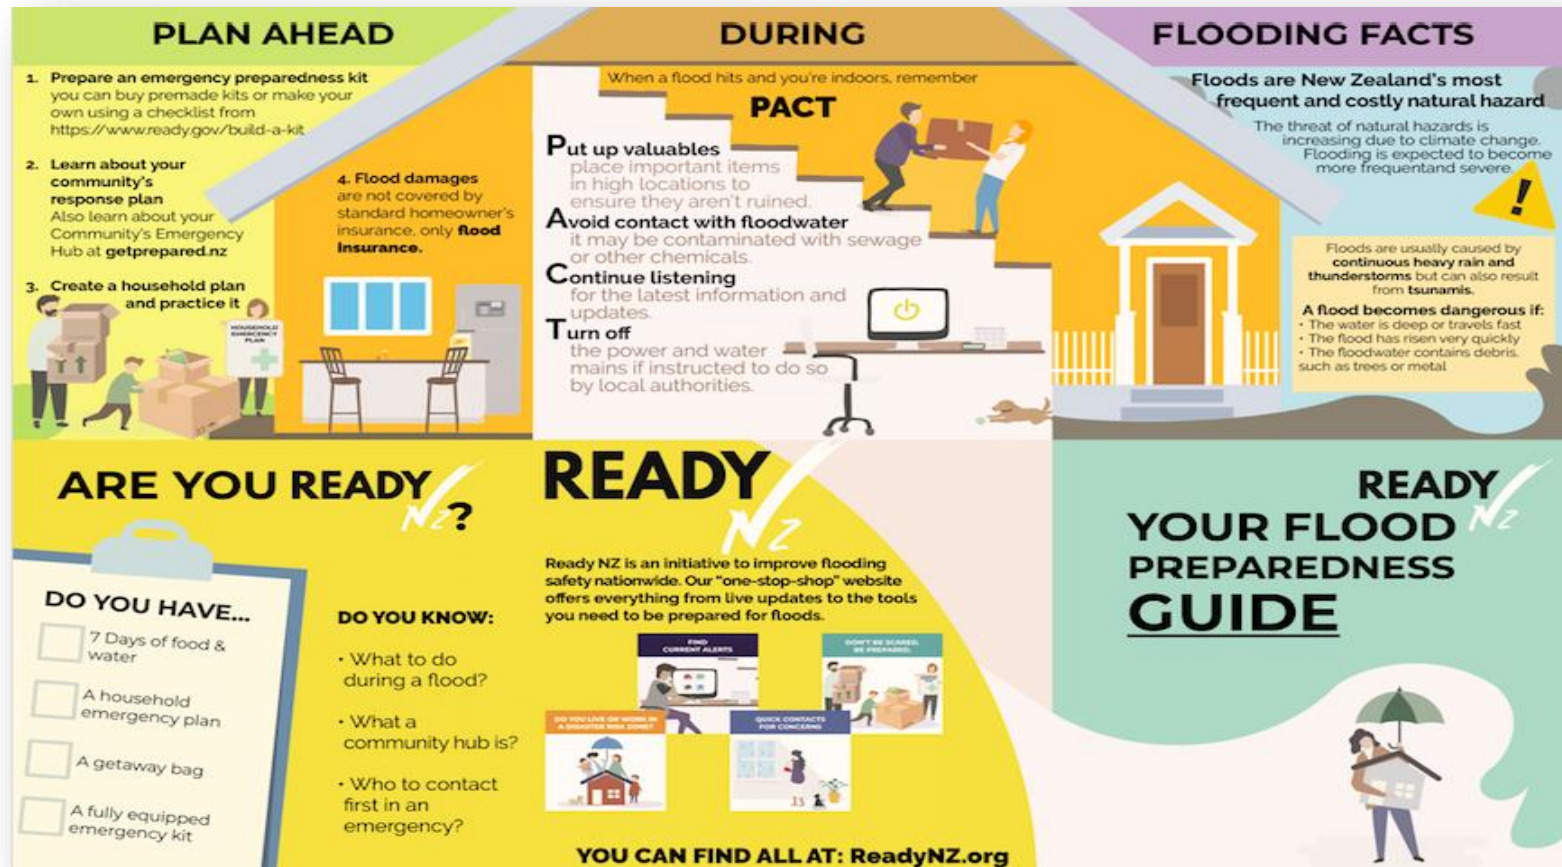 PLAN AHEAD
1. Prepare an emergency preparedness kit
you can buy premade kits or make your
own using a checklist from
https://www.ready.gov/build-a-kit
2. Learn about your
community's
response plan
Also learn about your
Community's Emergency
Hub at getprepared.nz
3. Create a household plan
and practice it
HOUSEHOLD
EMERGENCY
PLAN
4. Flood damages
are not covered by
standard homeowner's
insurance, only flood
Insurance.
DURING
When a flood hits and you're indoors, remember
PACT
Put up valuables
place important items
in high locations to
ensure they aren't ruined.
Avoid contact with floodwater
it may be contaminated with sewage
or other chemicals.
Continue listening
for the latest information and
updates.
Turn off
the power and water
mains if instructed to do so
by local authorities.
FLOODING FACTS
Floods are New Zealand's most
frequent and costly natural hazard
The threat of natural hazards is
increasing due to climate change.
Flooding is expected to become
more frequentand severe.
!
Floods are usually caused by
continuous heavy rain and
thunderstorms but can also result
from tsunamis.
A flood becomes dangerous if:
• The water is deep or travels fast
• The flood has risen very quickly
• The floodwater contains debris.
such as trees or metal
ARE YOU READY
NZ?
DO YOU HAVE...
7 Days of food &
water
A household
emergency plan
A getaway bag
A fully equipped
emergency kit
DO YOU KNOW:
• What to do
during a flood?
• What a
community hub is?
• Who to contact
first in an
emergency?
READY
NZ
Ready NZ is an initiative to improve flooding
safety nationwide. Our "one-stop-shop" website
offers everything from live updates to the tools
you need to be prepared for floods.
FIND
CURRENT ALERTS
DON'T BE SCARED,
BE PREPARED.
DO YOU LIVE OR WORK IN
A DISASTER RISK ZONE?
QUICK CONTACTS
FOR CONCERNS
YOU CAN FIND ALL AT: ReadyNZ.org
READY
NZ
YOUR FLOOD
PREPAREDNESS
GUIDE